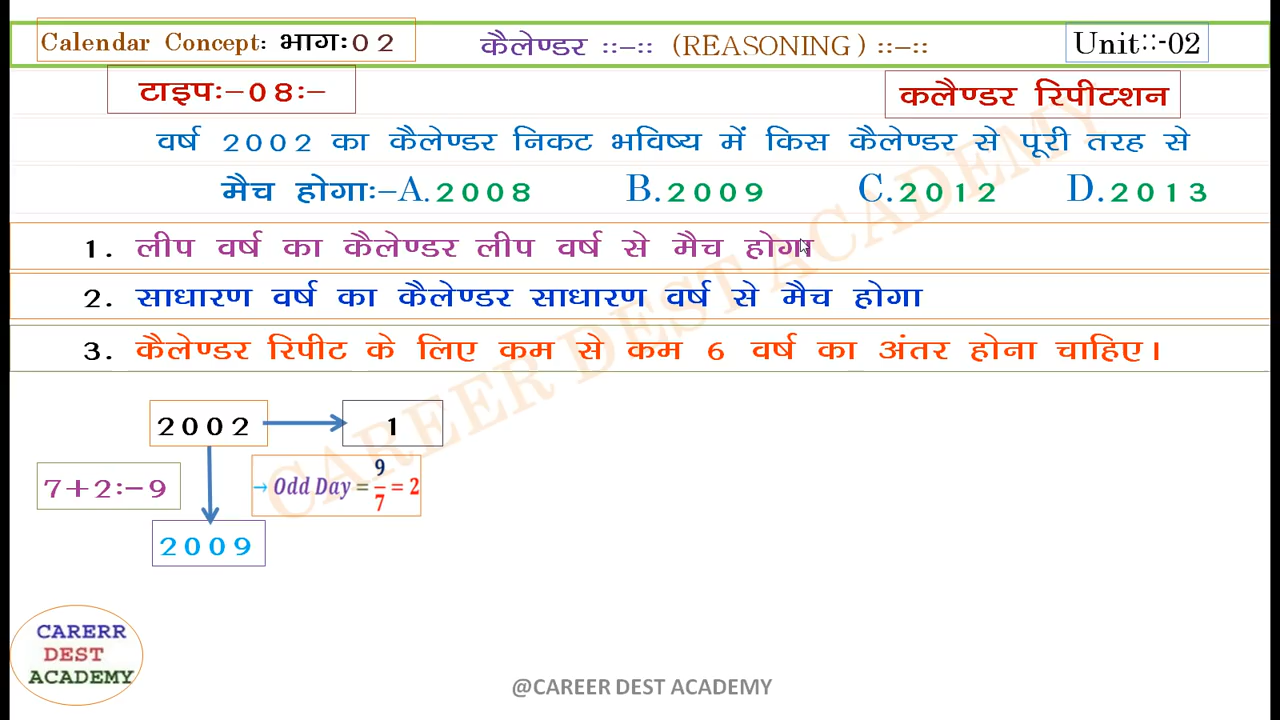 Calendar Concept: भागः02
कैलेण्डर ::–:: (REASONING ) ::–::
Unit::-02
टाइपः–08ः–
कलैण्डर रिपीटशन
वर्ष 2002 का कैलेण्डर निकट भविष्य में किस कैलेण्डर से पूरी तरह से
मैच होगाः–A.2008 B.2009 C.2012 D.2013
1. लीप वर्ष का कैलेण्डर लीप वर्ष से मैच होगा
2. साधारण वर्ष का कैलेण्डर साधारण वर्ष से मैच होगा
3. कैलेण्डर रिपीट के लिए कम से कम 6 वर्ष का अंतर होना चाहिए।
2002 1
7+2:–9
→ Odd Day = 9/7 = 2
2009
CAREER DEST ACADEMY
CARERR
DEST
ACADEMY
@CAREER DEST ACADEMY